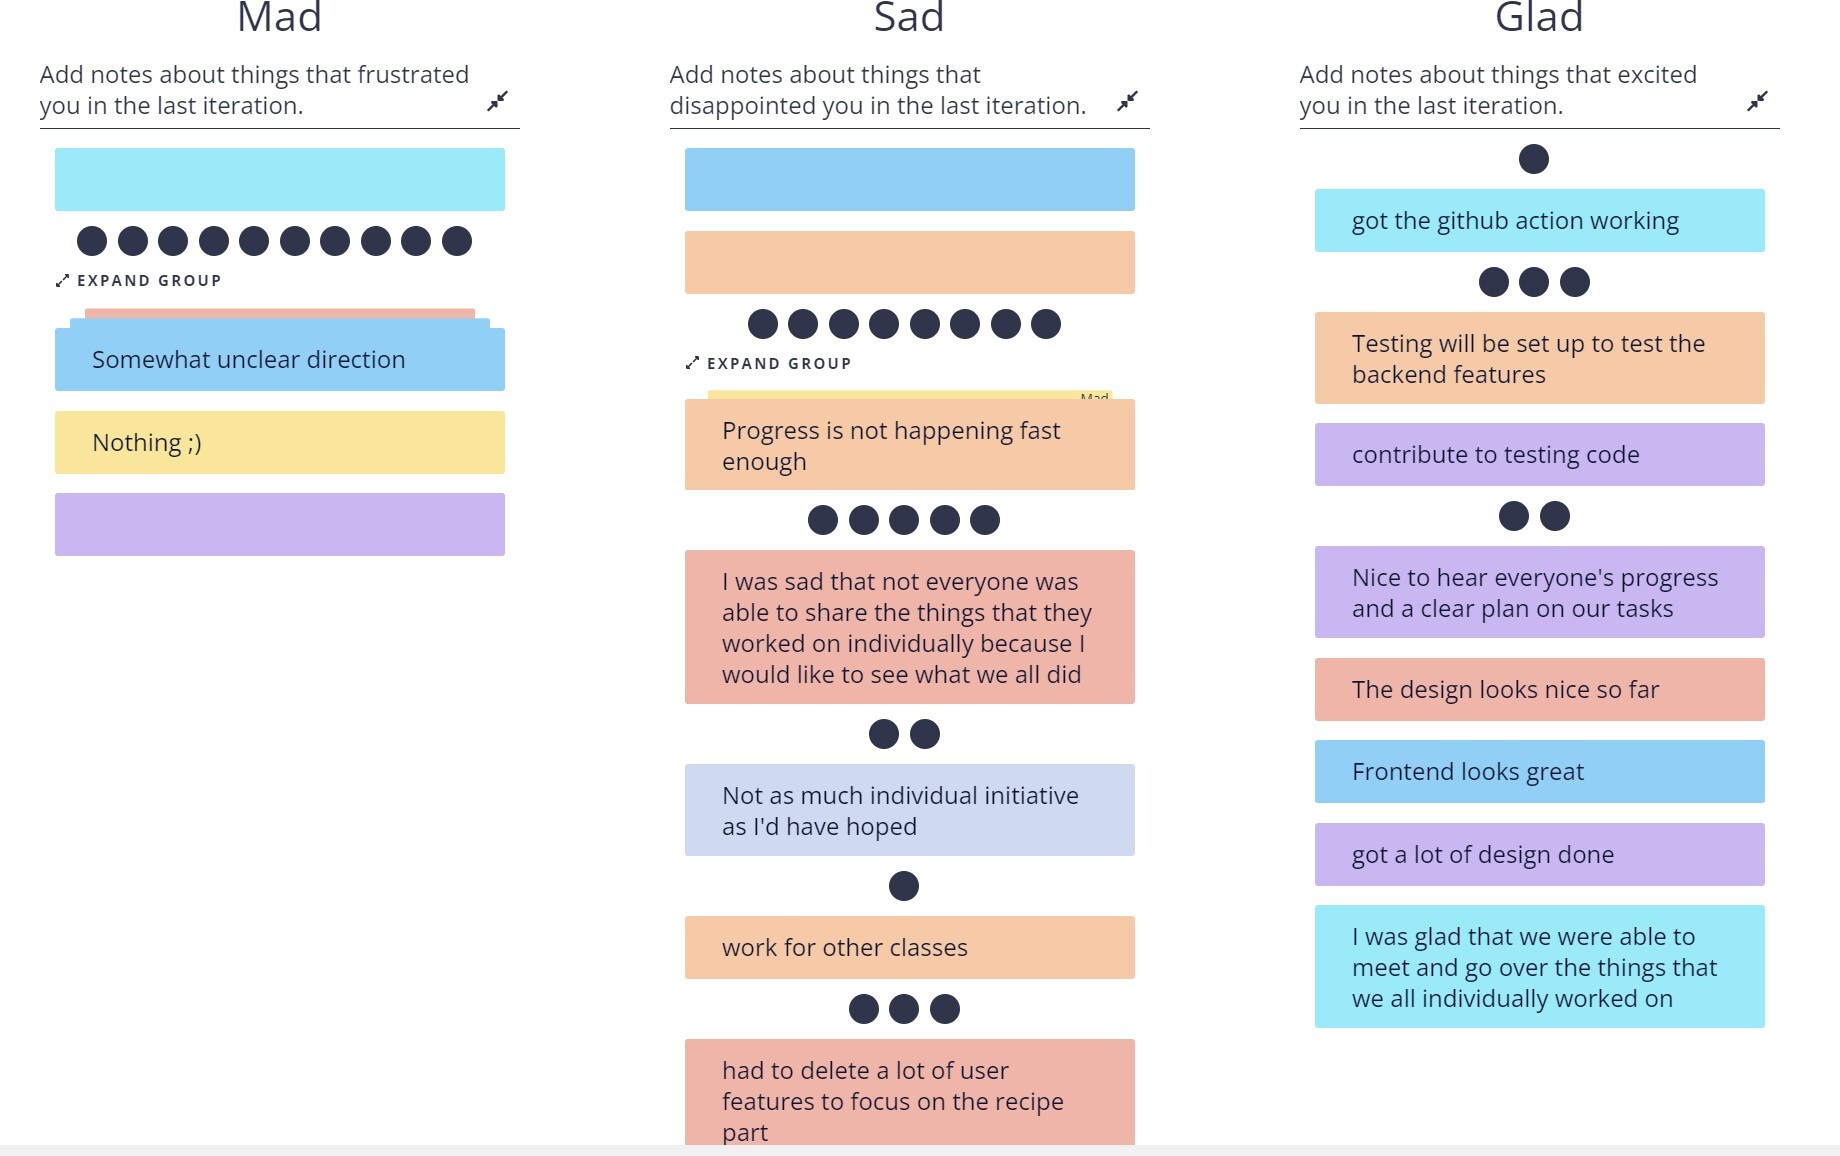 Mad
Add notes about things that frustrated
you in the last iteration.
EXPAND GROUP
Somewhat unclear direction
Nothing ;)
Sad
Add notes about things that
disappointed you in the last iteration.
EXPAND GROUP
Mad
Progress is not happening fast
enough
I was sad that not everyone was
able to share the things that they
worked on individually because I
would like to see what we all did
Not as much individual initiative
as I'd have hoped
work for other classes
had to delete a lot of user
features to focus on the recipe
part
Glad
Add notes about things that excited
you in the last iteration.
got the github action working
Testing will be set up to test the
backend features
contribute to testing code
Nice to hear everyone's progress
and a clear plan on our tasks
The design looks nice so far
Frontend looks great
got a lot of design done
I was glad that we were able to
meet and go over the things that
we all individually worked on